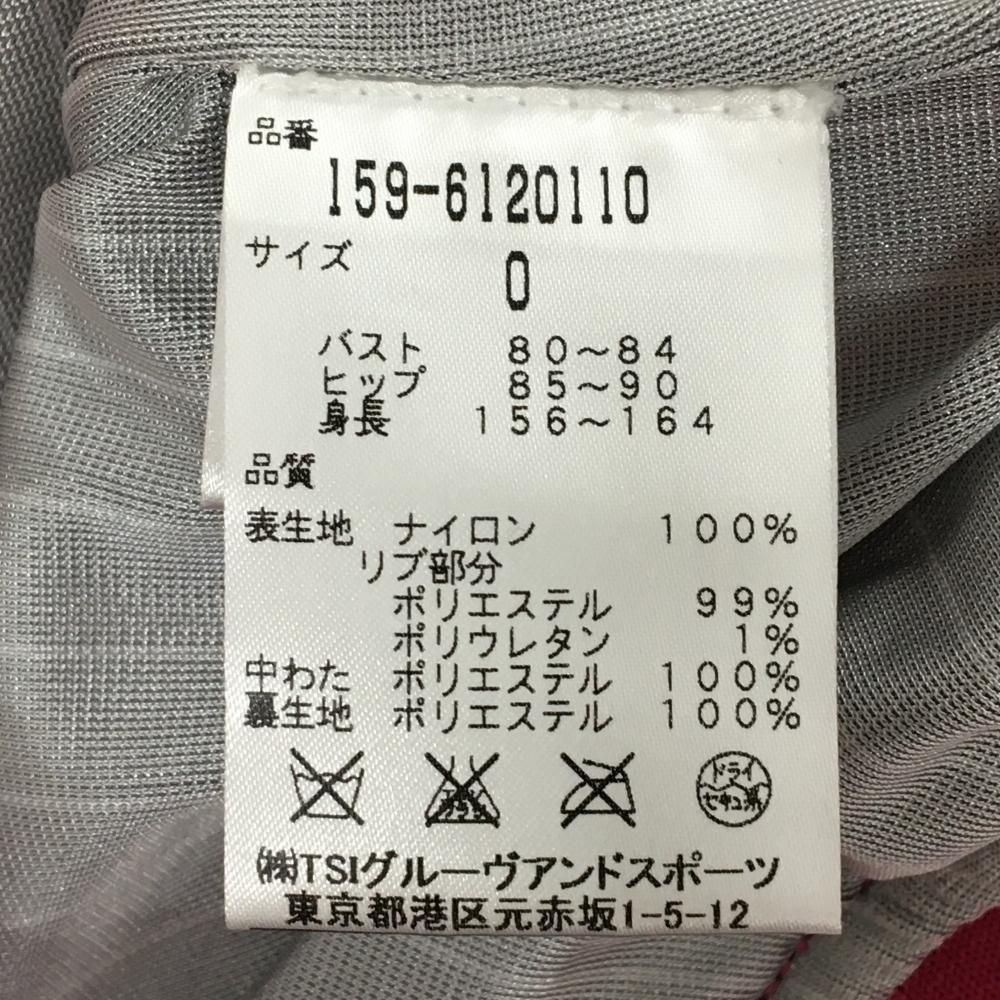 品番
159-6120110
サイズ
0
バスト 80～84
ヒップ 85～90
身長 156～164
品質
表生地 ナイロン 100%
リブ部分
ポリエステル 99%
ポリウレタン 1%
中わた ポリエステル 100%
裏生地 ポリエステル 100%
ドライ
セキユ系
㈱TSIグルーヴアンドスポーツ
東京都港区元赤坂1-5-12